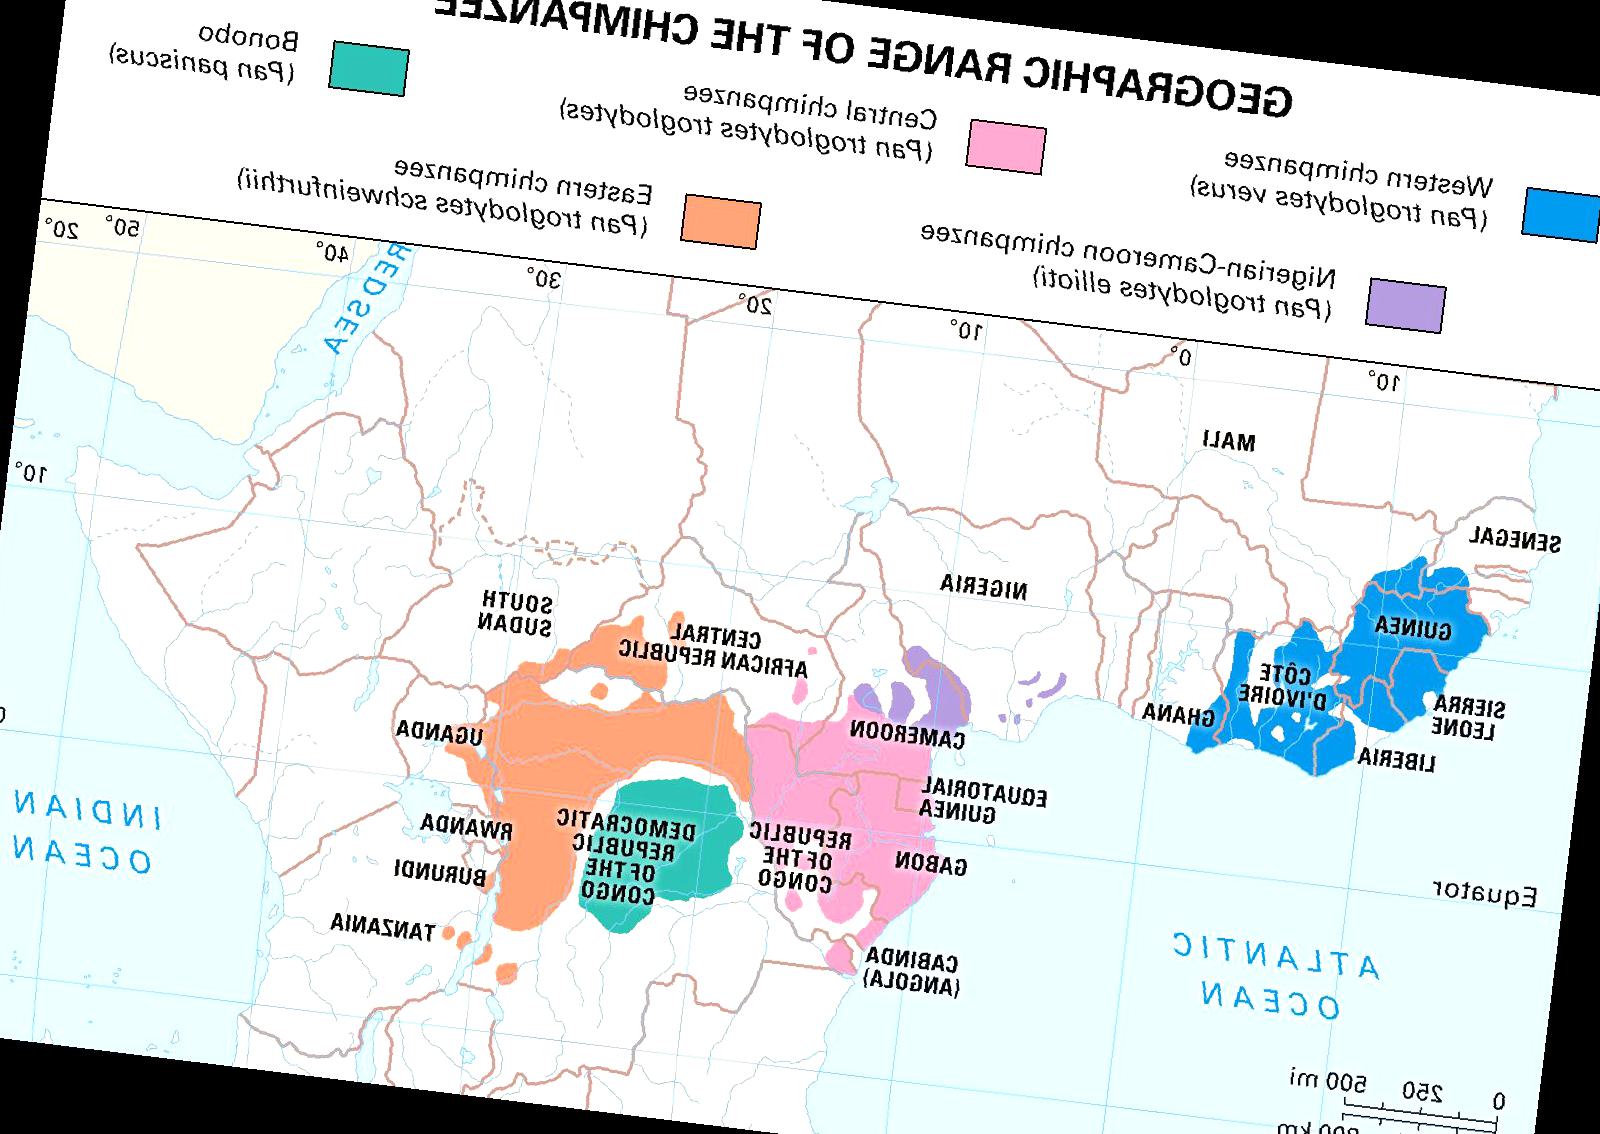 GEOGRAPHIC RANGE OF THE CHIMPANZEE
Western chimpanzee
(Pan troglodytes verus)
Central chimpanzee
(Pan troglodytes troglodytes)
Bonobo
(Pan paniscus)
Nigerian-Cameroon chimpanzee
(Pan troglodytes ellioti)
Eastern chimpanzee
(Pan troglodytes schweinfurthii)
10°
0°
10°
20°
30°
40°
50°
20°
10°
0
RED SEA
MALI
SENEGAL
GUINEA
SIERRA
LEONE
LIBERIA
CÔTE
D'IVOIRE
GHANA
NIGERIA
CAMEROON
EQUATORIAL
GUINEA
GABON
REPUBLIC
OF THE
CONGO
CABINDA
(ANGOLA)
CENTRAL
AFRICAN REPUBLIC
SOUTH
SUDAN
DEMOCRATIC
REPUBLIC
OF THE
CONGO
UGANDA
RWANDA
BURUNDI
TANZANIA
Equator
ATLANTIC
OCEAN
INDIAN
OCEAN
0 250 500 mi
800 km